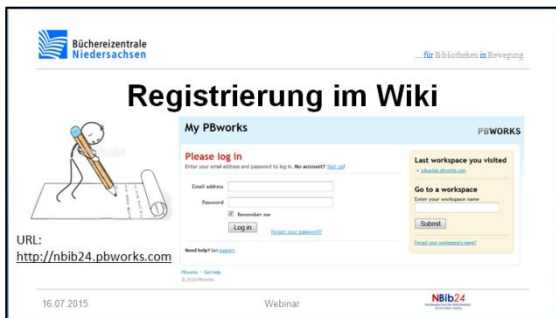 Büchereizentrale
Niedersachsen
...für Bibliotheken in Bewegung
Registrierung im Wiki
My PBworks
PBWORKS
Please log in
Enter your email address and password to log in. No account? Sign up!
Email address
Password
Remember me
Log in
Forgot your password?
Need help? Get support
Last workspace you visited
Go to a workspace
Enter your workspace name
Submit
Forgot your workspace's name?
PBworks · Get Help
URL:
http://nbib24.pbworks.com
16.07.2015
Webinar
NBib24